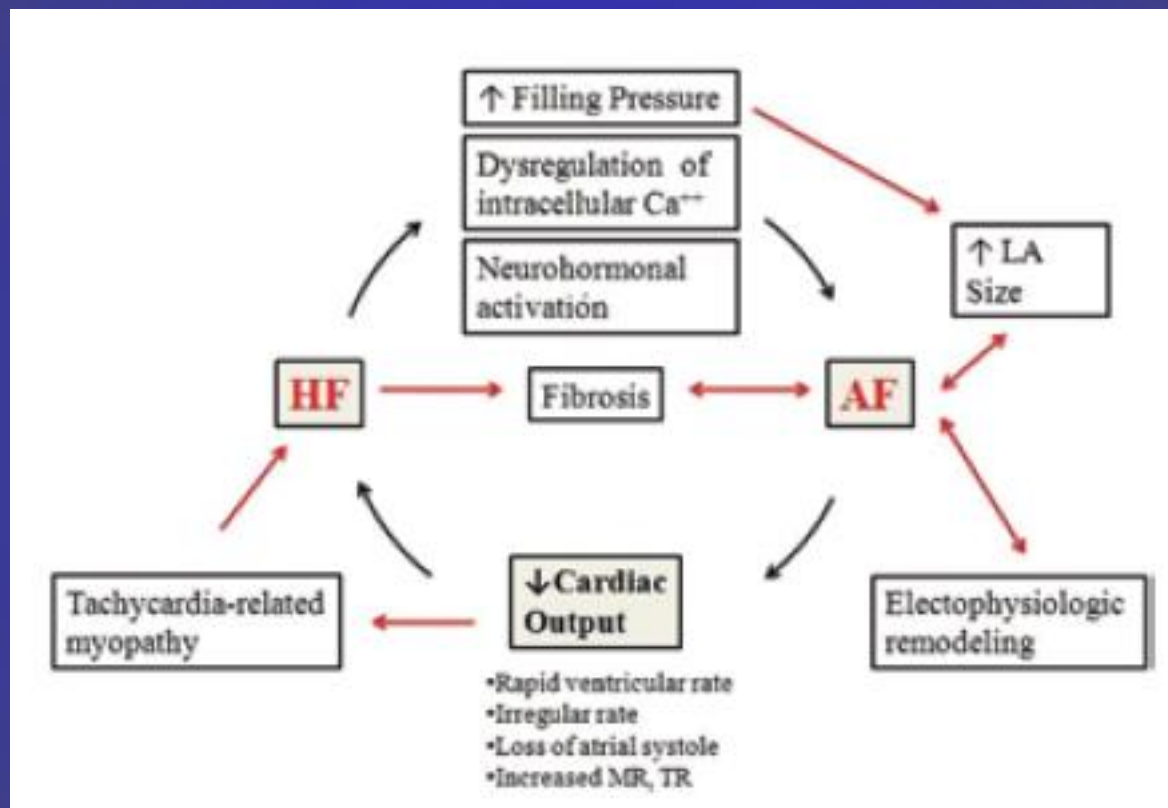 ↑ Filling Pressure
Dysregulation of
intracellular Ca⁺⁺
Neurohormonal
activation
↑ LA
Size
HF
Fibrosis
AF
Tachycardia-related
myopathy
↓Cardiac
Output
Electophysiologic
remodeling
•Rapid ventricular rate
•Irregular rate
•Loss of atrial systole
•Increased MR, TR